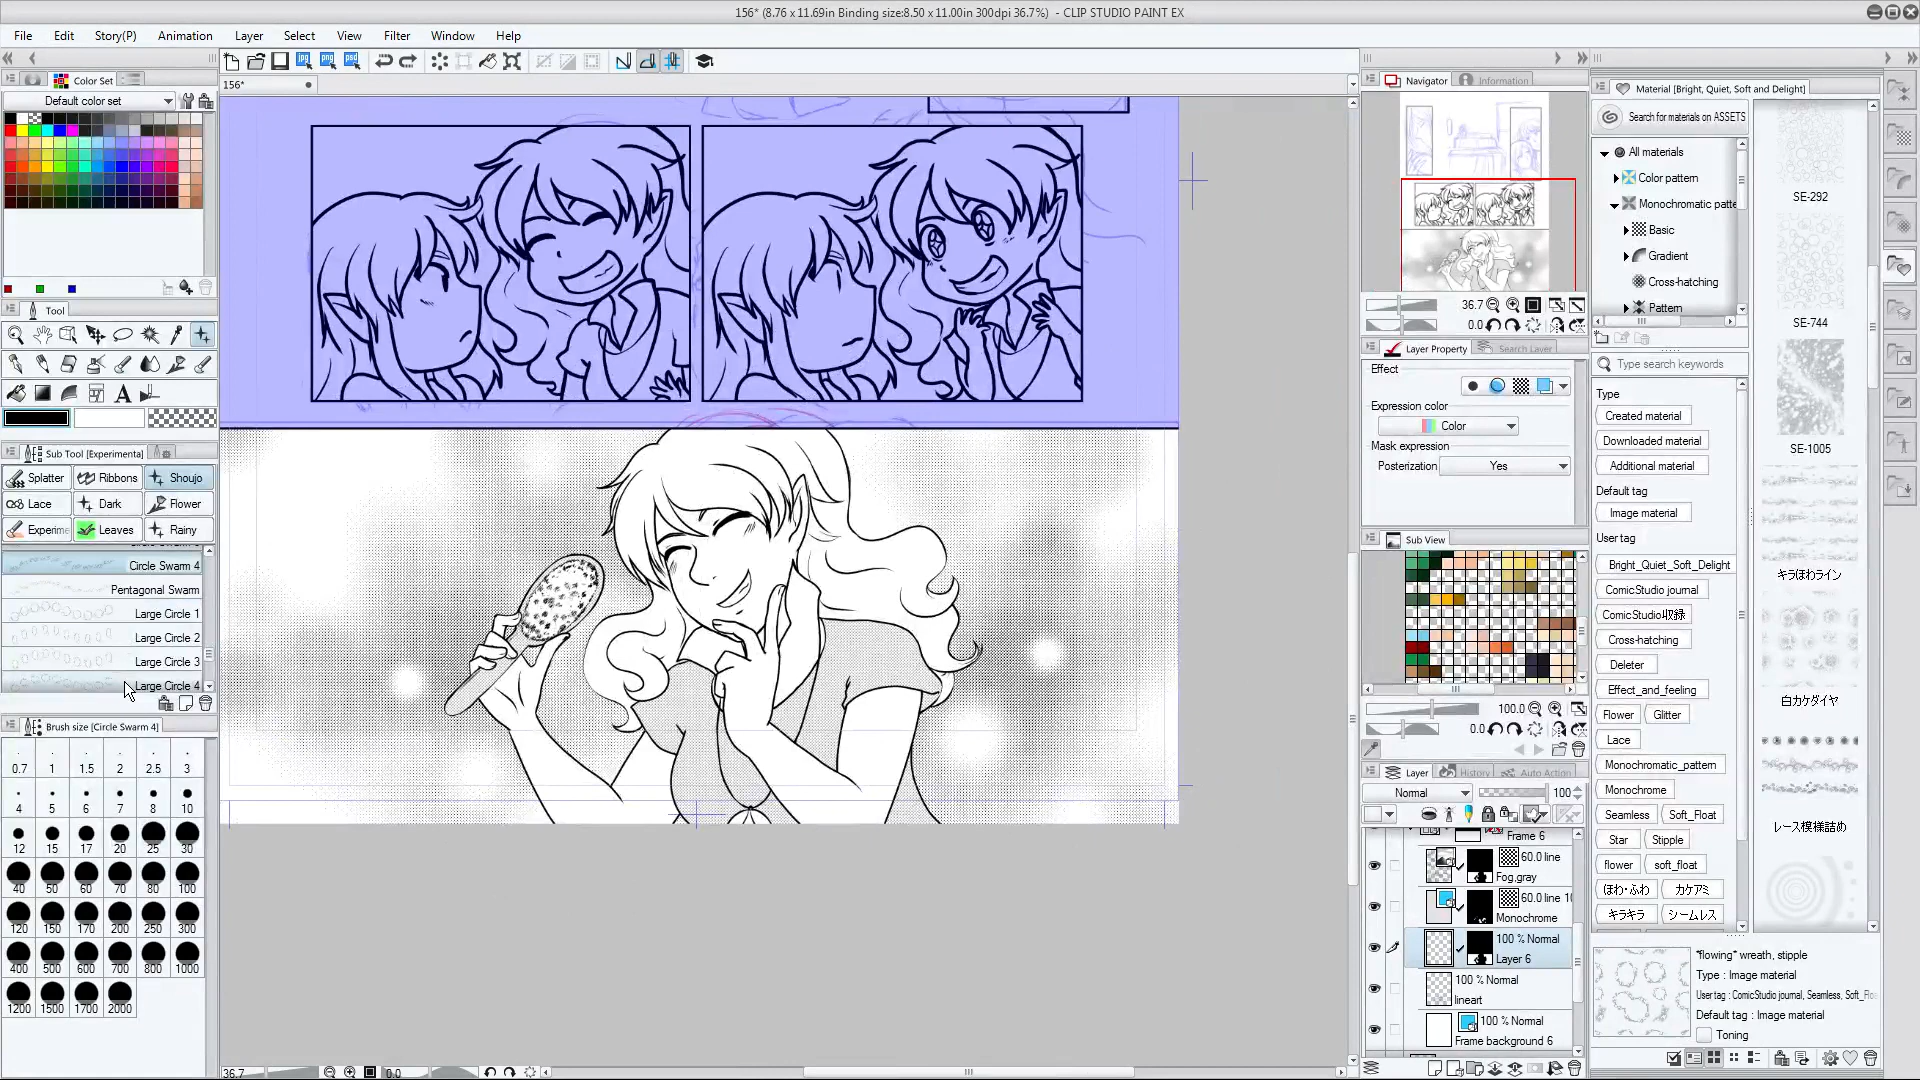 156* (8.76 x 11.69in Binding size:8.50 x 11.00in 300dpi 36.7%) - CLIP STUDIO PAINT EX
File Edit Story(P) Animation Layer Select View Filter Window Help
156*
Color Set
Default color set
Tool
Sub Tool [Experimenta]
Splatter Ribbons Shoujo
Lace Dark Flower
Experime Leaves Rainy
Circle Swarm 4
Pentagonal Swarm
Large Circle 1
Large Circle 2
Large Circle 3
Large Circle 4
Brush size [Circle Swarm 4]
0.7 1 1.5 2 2.5 3
4 5 6 7 8 10
12 15 17 20 25 30
40 50 60 70 80 100
120 150 170 200 250 300
400 500 600 700 800 1000
1200 1500 1700 2000
36.7 0.0
Navigator Information
36.7
0.0
Layer Property Search Layer
Effect
Expression color
Color
Mask expression
Posterization Yes
Sub View
100.0
0.0
Layer History Auto Action
Normal 100
Frame 6
60.0 line
Fog.gray
60.0 line 10
Monochrome
100 % Normal
Layer 6
100 % Normal
lineart
100 % Normal
Frame background 6
Material [Bright, Quiet, Soft and Delight]
Search for materials on ASSETS
All materials
Color pattern
Monochromatic patte
Basic
Gradient
Cross-hatching
Pattern
Type search keywords
Type
Created material
Downloaded material
Additional material
Default tag
Image material
User tag
Bright_Quiet_Soft_Delight
ComicStudio journal
ComicStudio収録
Cross-hatching
Deleter
Effect_and_feeling
Flower Glitter
Lace
Monochromatic_pattern
Monochrome
Seamless Soft_Float
Star Stipple
flower soft_float
ほわ・ふわ カケアミ
キラキラ シームレス
SE-292
SE-744
SE-1005
キラほわライン
白カケダイヤ
レース模様詰め
*flowing* wreath, stipple
Type : Image material
User tag : ComicStudio journal, Seamless, Soft_Floa
Default tag : Image material
Toning